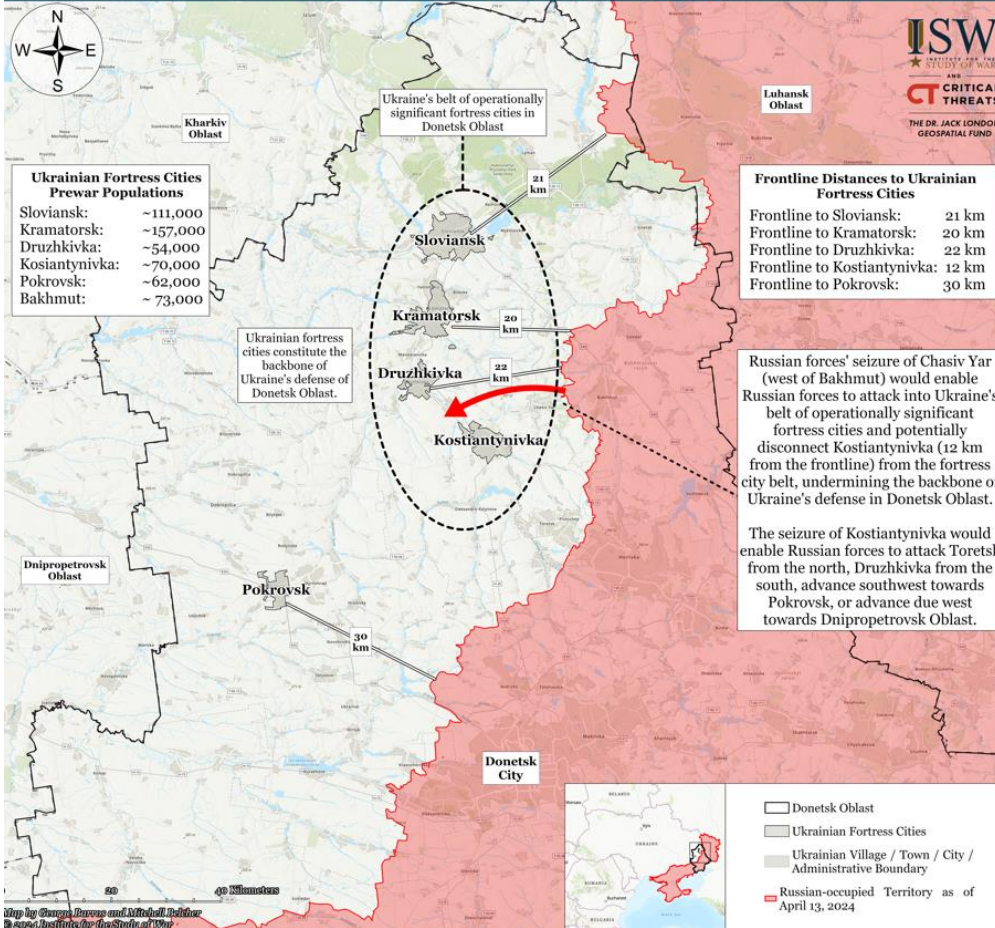 N
W E
S
ISW
INSTITUTE FOR THE
STUDY OF WAR
AND
CT CRITICAL
THREATS
THE DR. JACK LONDON
GEOSPATIAL FUND
Kharkiv
Oblast
Ukraine's belt of operationally
significant fortress cities in
Donetsk Oblast
Luhansk
Oblast
Ukrainian Fortress Cities
Prewar Populations
Sloviansk: ~111,000
Kramatorsk: ~157,000
Druzhkivka: ~54,000
Kosiantynivka: ~70,000
Pokrovsk: ~62,000
Bakhmut: ~ 73,000
Frontline Distances to Ukrainian
Fortress Cities
Frontline to Sloviansk: 21 km
Frontline to Kramatorsk: 20 km
Frontline to Druzhkivka: 22 km
Frontline to Kostiantynivka: 12 km
Frontline to Pokrovsk: 30 km
21
km
Sloviansk
Kramatorsk
20
km
Ukrainian fortress
cities constitute the
backbone of
Ukraine's defense of
Donetsk Oblast.
Druzhkivka
22
km
Kostiantynivka
Russian forces' seizure of Chasiv Yar
(west of Bakhmut) would enable
Russian forces to attack into Ukraine's
belt of operationally significant
fortress cities and potentially
disconnect Kostiantynivka (12 km
from the frontline) from the fortress
city belt, undermining the backbone of
Ukraine's defense in Donetsk Oblast.
The seizure of Kostiantynivka would
enable Russian forces to attack Toretsk
from the north, Druzhkivka from the
south, advance southwest towards
Pokrovsk, or advance due west
towards Dnipropetrovsk Oblast.
Dnipropetrovsk
Oblast
Pokrovsk
30
km
Donetsk
City
BELARUS
Kyiv
UKRAINE
ROMANIA
Bucharest
BULGARIA
Donetsk Oblast
Ukrainian Fortress Cities
Ukrainian Village / Town / City /
Administrative Boundary
Russian-occupied Territory as of
April 13, 2024
20 40 Kilometers
Map by George Barros and Mitchell Belcher
© 2024 Institute for the Study of War